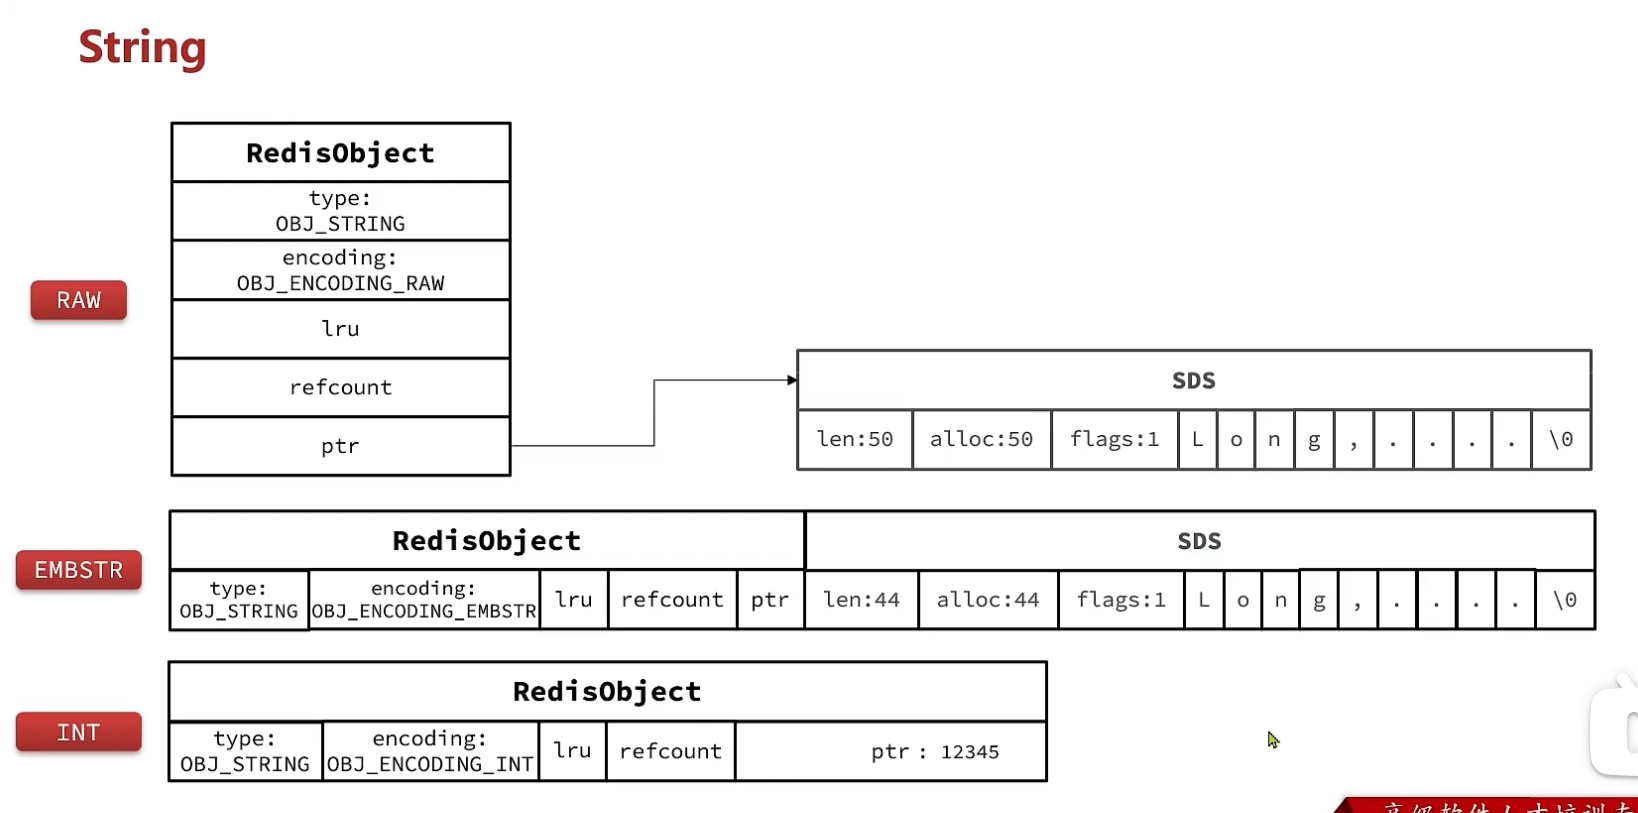 String
RedisObject
type:
OBJ_STRING
encoding:
OBJ_ENCODING_RAW
RAW
lru
refcount
ptr
SDS
len:50 alloc:50 flags:1 L o n g , . . . . \0
RedisObject SDS
EMBSTR
type:
OBJ_STRING
encoding:
OBJ_ENCODING_EMBSTR
lru refcount ptr len:44 alloc:44 flags:1 L o n g , . . . . \0
RedisObject
INT
type:
OBJ_STRING
encoding:
OBJ_ENCODING_INT
lru refcount ptr : 12345